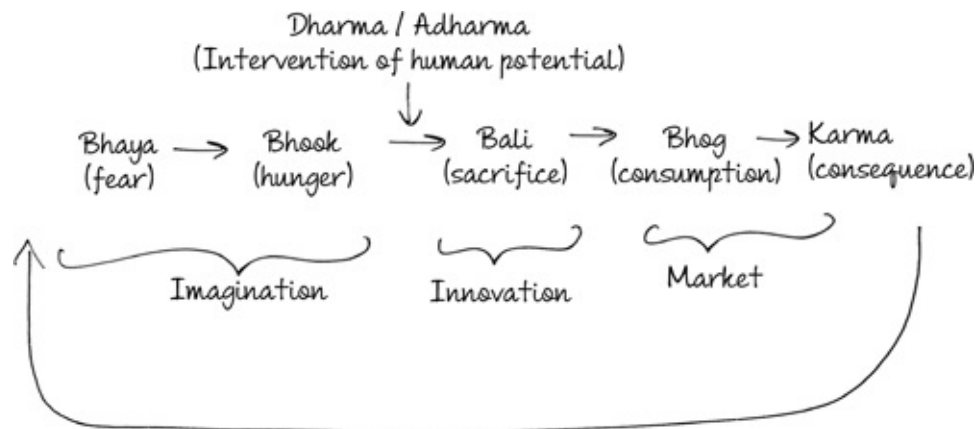 Dharma / Adharma
(Intervention of human potential)
Bhaya
(fear)
Bhook
(hunger)
Bali
(sacrifice)
Bhog
(consumption)
Karma
(consequence)
Imagination
Innovation
Market